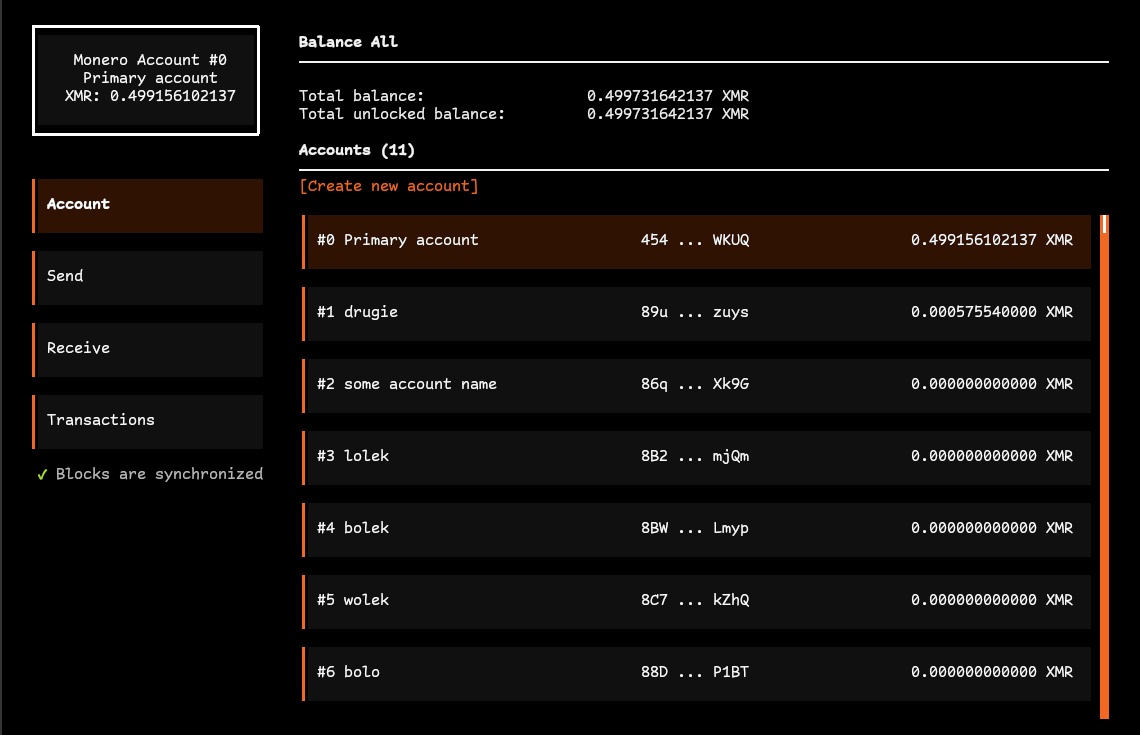 Monero Account #0
Primary account
XMR: 0.499156102137
Account
Send
Receive
Transactions
✓ Blocks are synchronized
Balance All
Total balance: 0.499731642137 XMR
Total unlocked balance: 0.499731642137 XMR
Accounts (11)
[Create new account]
#0 Primary account 454 ... WKUQ 0.499156102137 XMR
#1 drugie 89u ... zuys 0.000575540000 XMR
#2 some account name 86q ... Xk9G 0.000000000000 XMR
#3 lolek 8B2 ... mjQm 0.000000000000 XMR
#4 bolek 8BW ... Lmyp 0.000000000000 XMR
#5 wolek 8C7 ... kZhQ 0.000000000000 XMR
#6 bolo 88D ... P1BT 0.000000000000 XMR